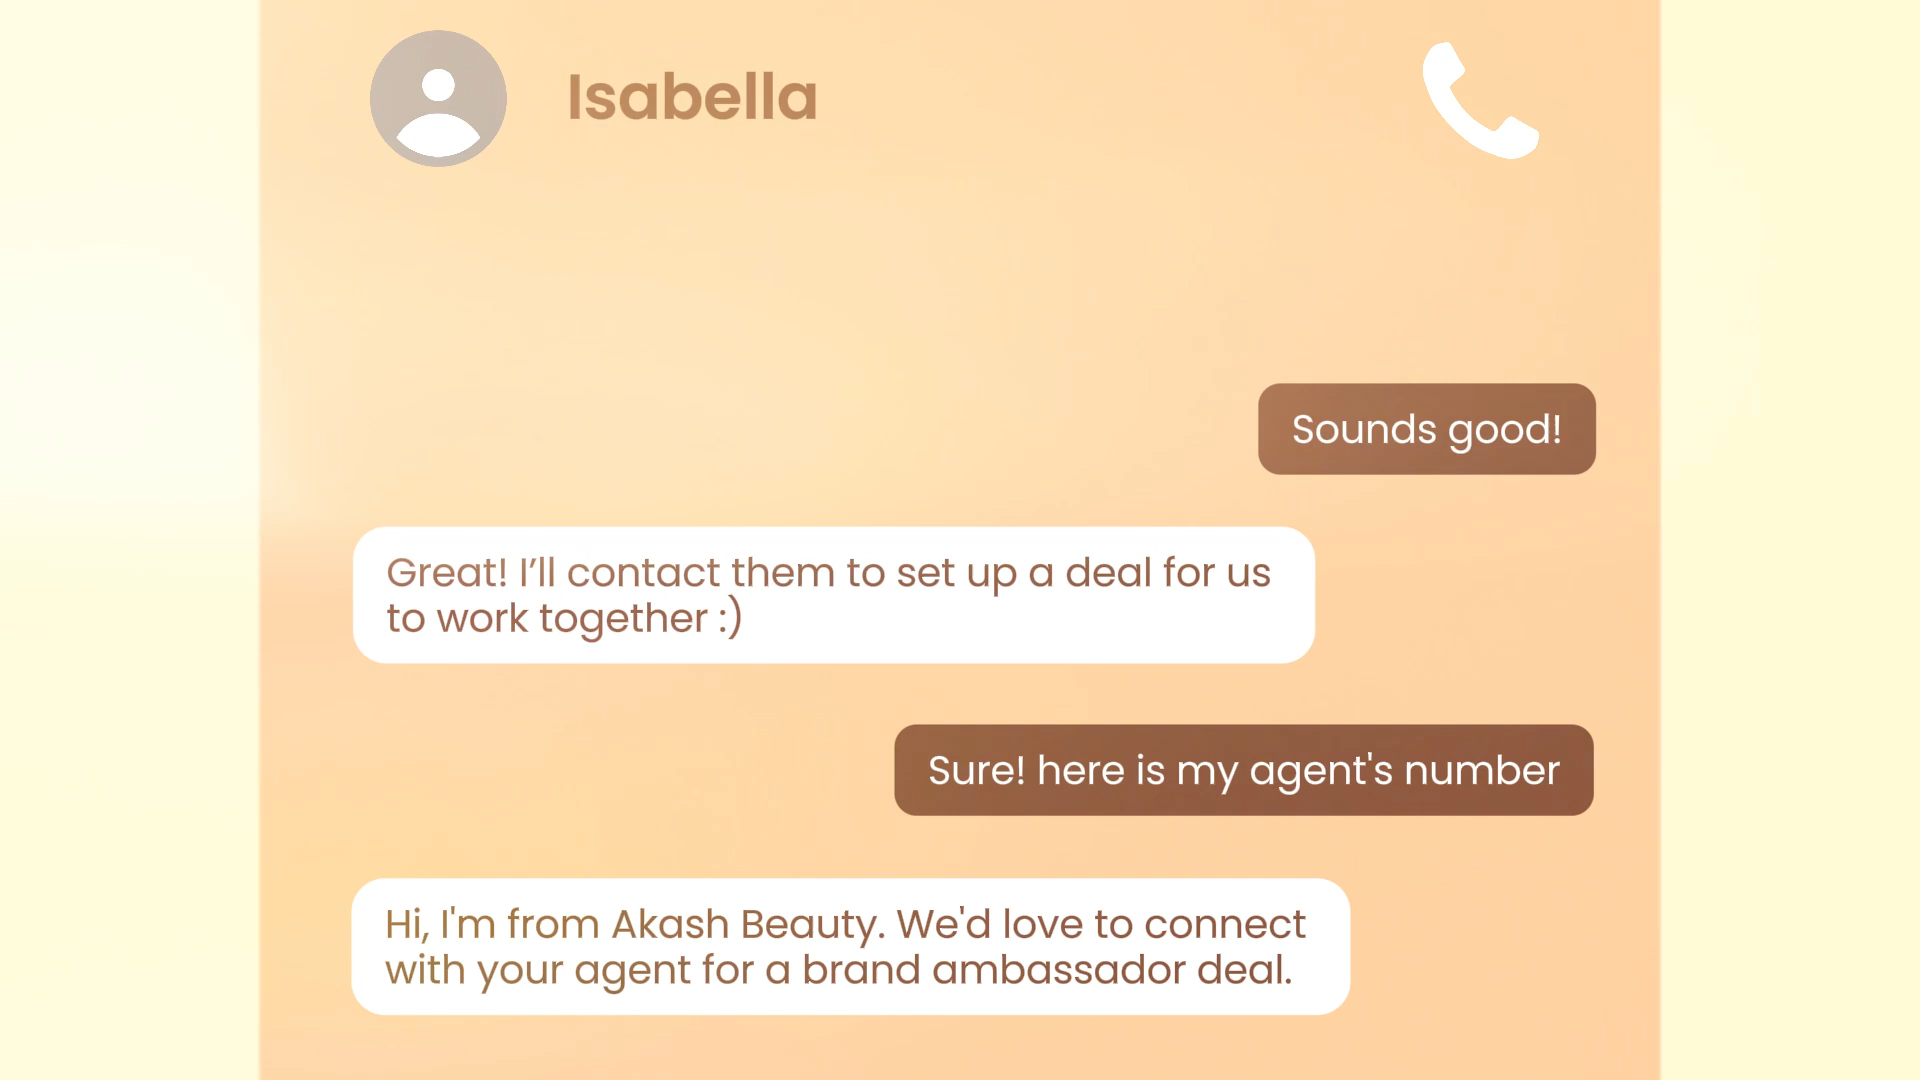 Isabella
Sounds good!
Great! I’ll contact them to set up a deal for us
to work together :)
Sure! here is my agent's number
Hi, I'm from Akash Beauty. We'd love to connect
with your agent for a brand ambassador deal.